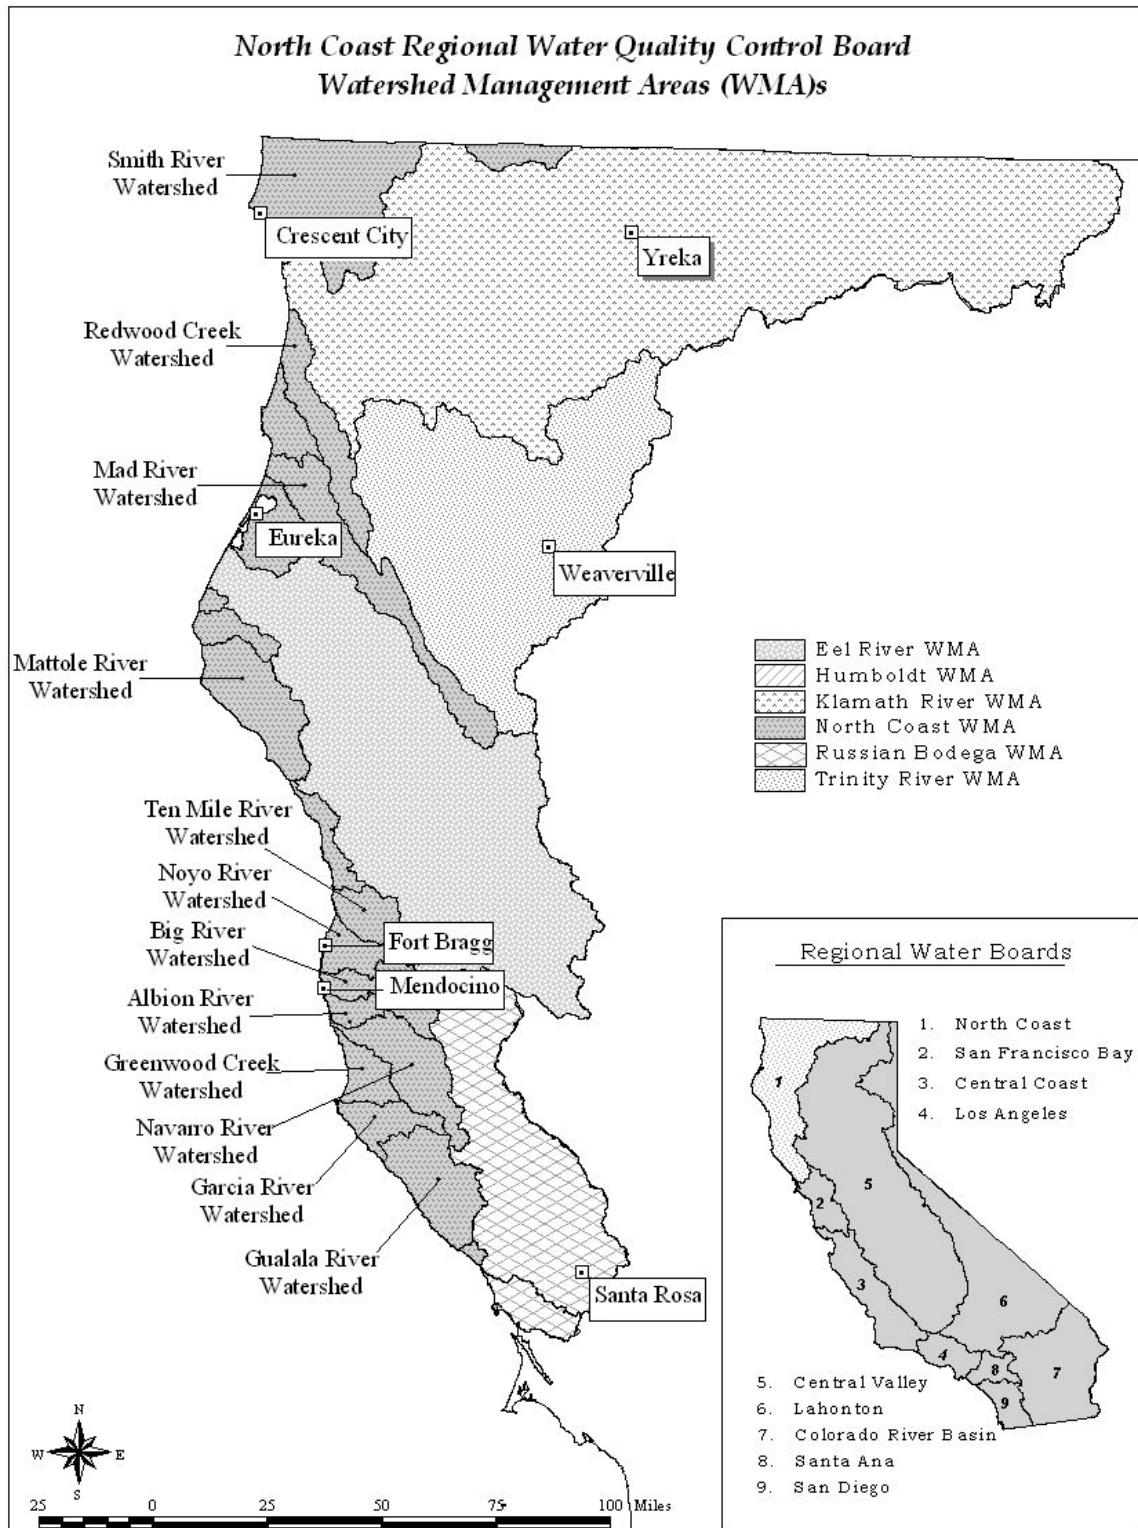 North Coast Regional Water Quality Control Board
Watershed Management Areas (WMA)s
Smith River
Watershed
Crescent City
Yreka
Redwood Creek
Watershed
Mad River
Watershed
Eureka
Weaverville
Mattole River
Watershed
Eel River WMA
Humboldt WMA
Klamath River WMA
North Coast WMA
Russian Bodega WMA
Trinity River WMA
Ten Mile River
Watershed
Noyo River
Watershed
Big River
Watershed
Fort Bragg
Mendocino
Albion River
Watershed
Greenwood Creek
Watershed
Navarro River
Watershed
Garcia River
Watershed
Gualala River
Watershed
Santa Rosa
Regional Water Boards
1. North Coast
2. San Francisco Bay
3. Central Coast
4. Los Angeles
1
2
5
3
6
4
8
7
9
5. Central Valley
6. Lahonton
7. Colorado River Basin
8. Santa Ana
9. San Diego
N
W E
S
25 0 25 50 75 100 Miles